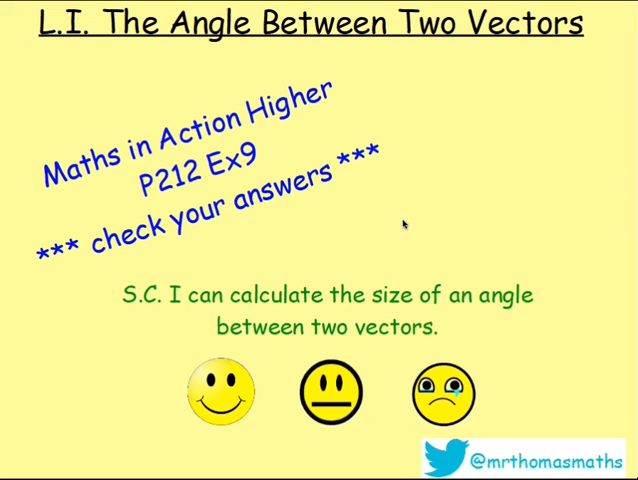 L.I. The Angle Between Two Vectors
Maths in Action Higher
P212 Ex9
*** check your answers ***
S.C. I can calculate the size of an angle
between two vectors.
@mrthomasmaths